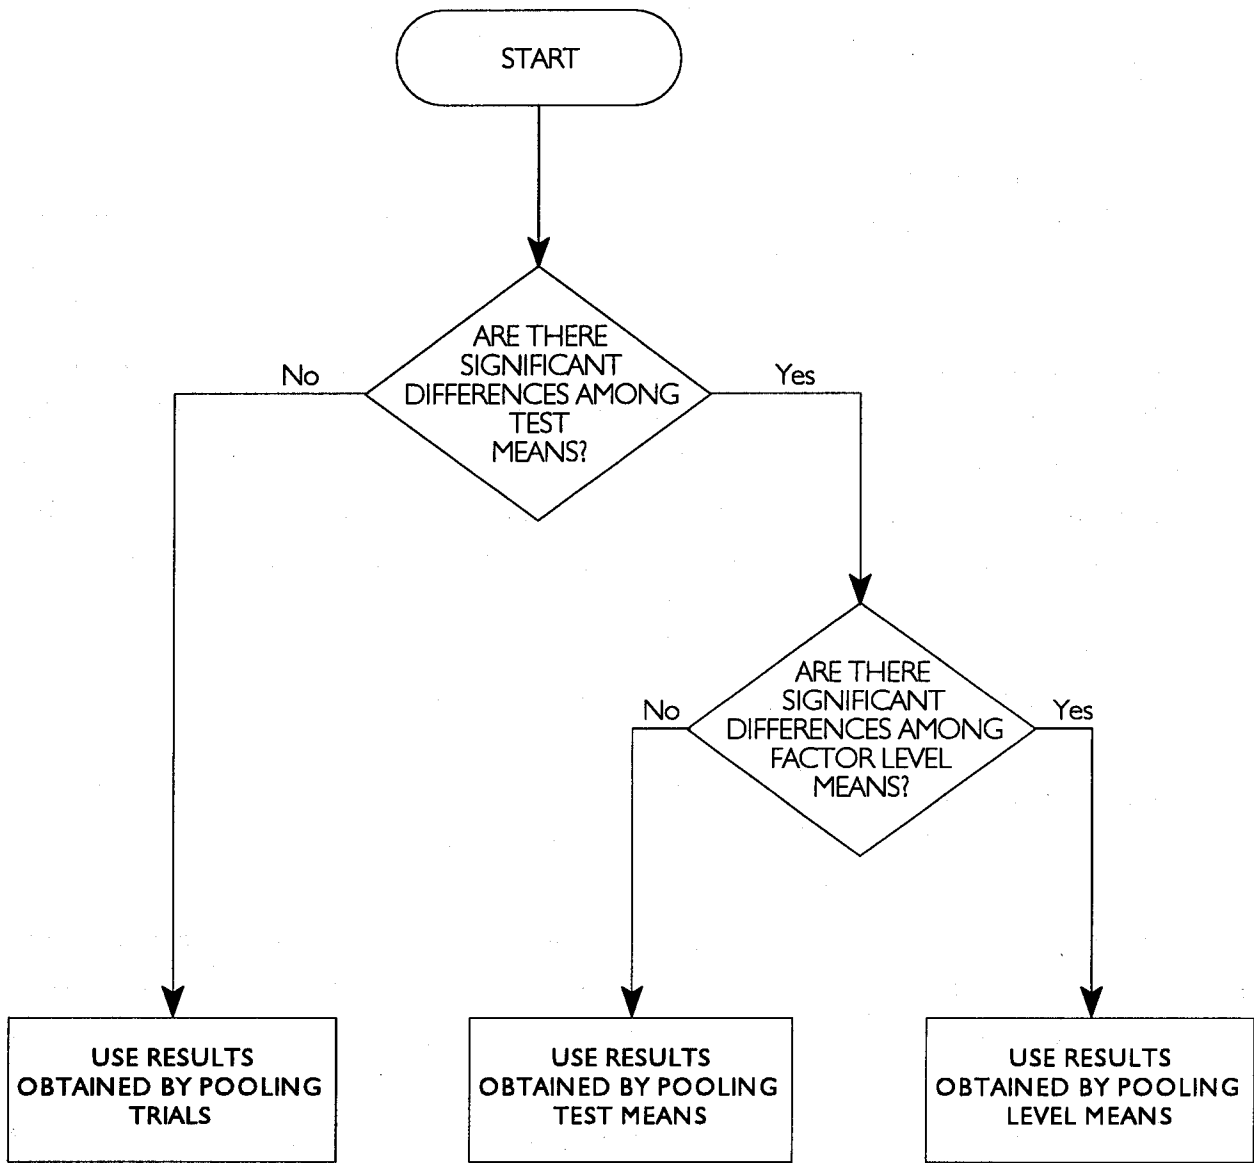 START
ARE THERE
SIGNIFICANT
DIFFERENCES AMONG
TEST
MEANS?
No
Yes
ARE THERE
SIGNIFICANT
DIFFERENCES AMONG
FACTOR LEVEL
MEANS?
No
Yes
USE RESULTS
OBTAINED BY POOLING
TRIALS
USE RESULTS
OBTAINED BY POOLING
TEST MEANS
USE RESULTS
OBTAINED BY POOLING
LEVEL MEANS